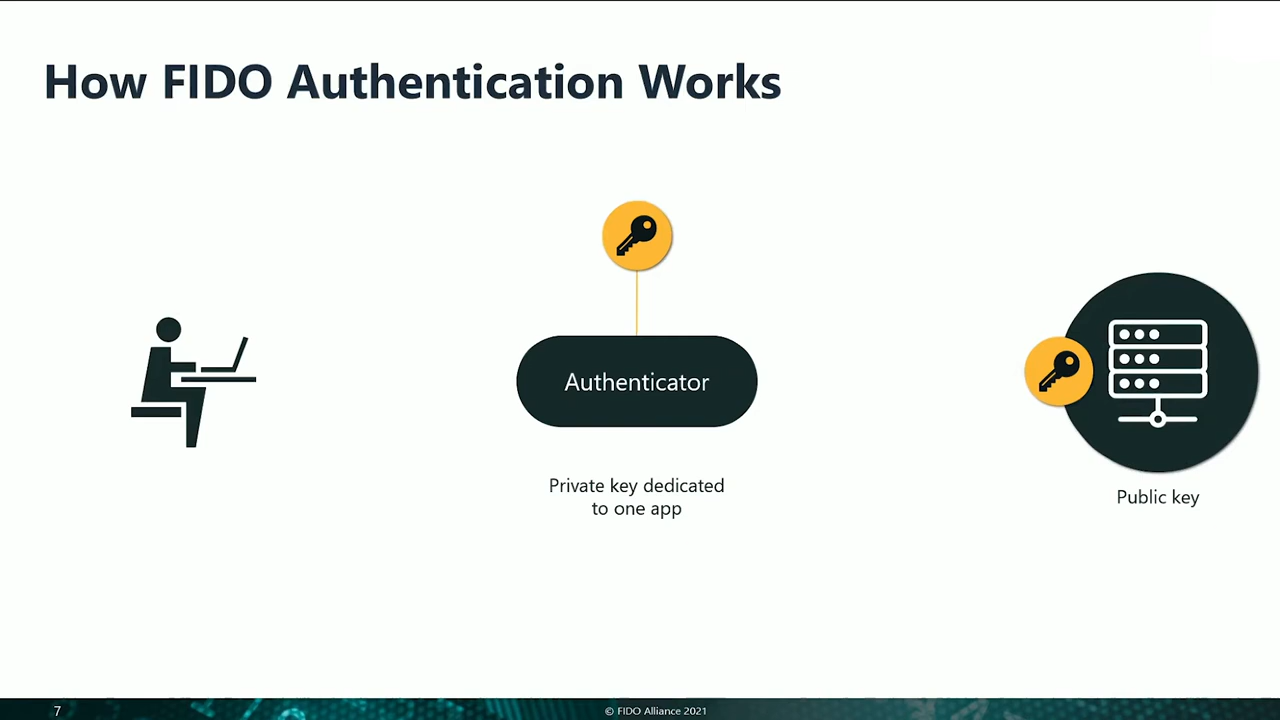 How FIDO Authentication Works
Authenticator
Private key dedicated
to one app
Public key
7
© FIDO Alliance 2021